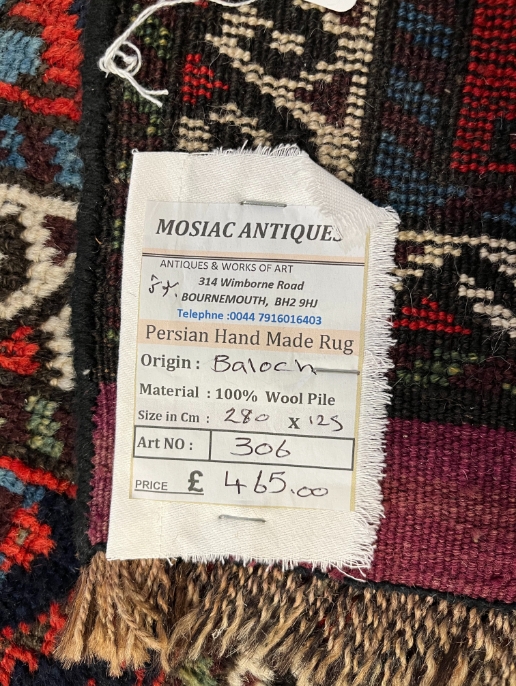 MOSIAC ANTIQUES
ANTIQUES & WORKS OF ART
314 Wimborne Road
BOURNEMOUTH, BH2 9HJ
Telephne :0044 7916016403
Persian Hand Made Rug
Origin : Baloch
Material : 100% Wool Pile
Size in Cm : 280 X 125
Art NO : 306
PRICE £ 465.00